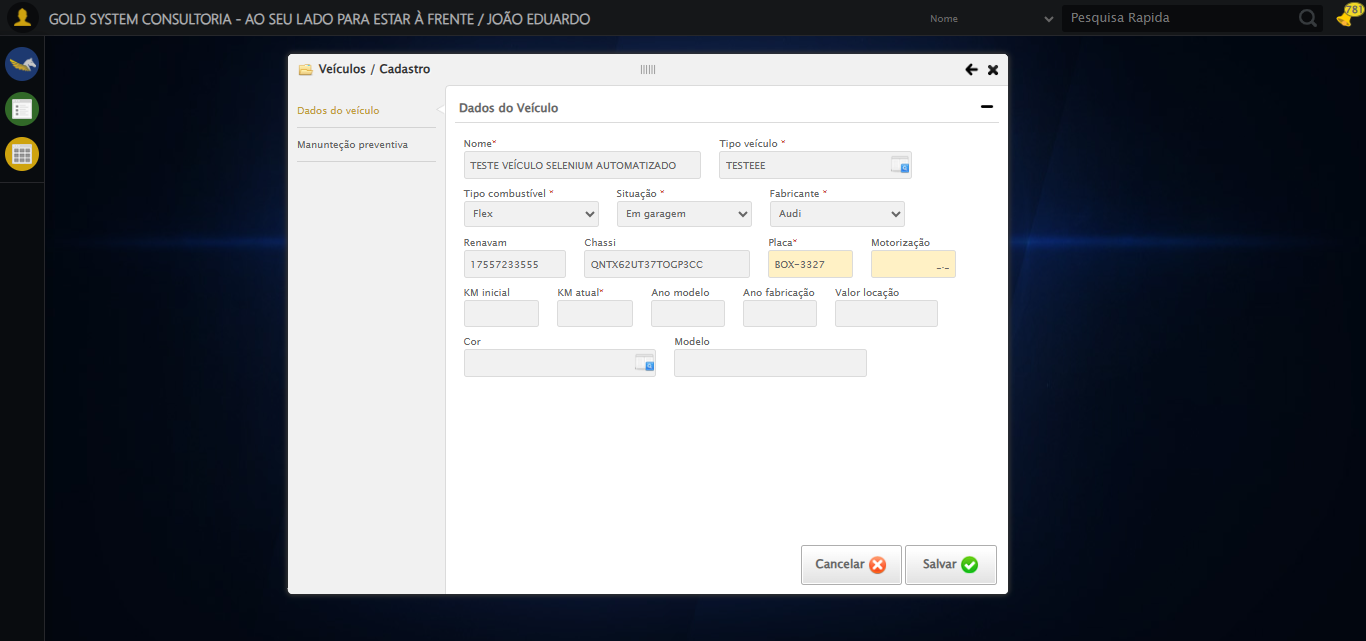 GOLD SYSTEM CONSULTORIA - AO SEU LADO PARA ESTAR À FRENTE / JOÃO EDUARDO
Nome
Pesquisa Rapida
781
Veículos / Cadastro
Dados do veículo
Manunteção preventiva
Dados do Veículo
Nome* Tipo veículo *
TESTE VEÍCULO SELENIUM AUTOMATIZADO TESTEEE
Tipo combustível * Situação * Fabricante *
Flex Em garagem Audi
Renavam Chassi Placa* Motorização
17557233555 QNTX62UT37TOGP3CC BOX-3327 _._
KM inicial KM atual* Ano modelo Ano fabricação Valor locação
Cor Modelo
Cancelar Salvar